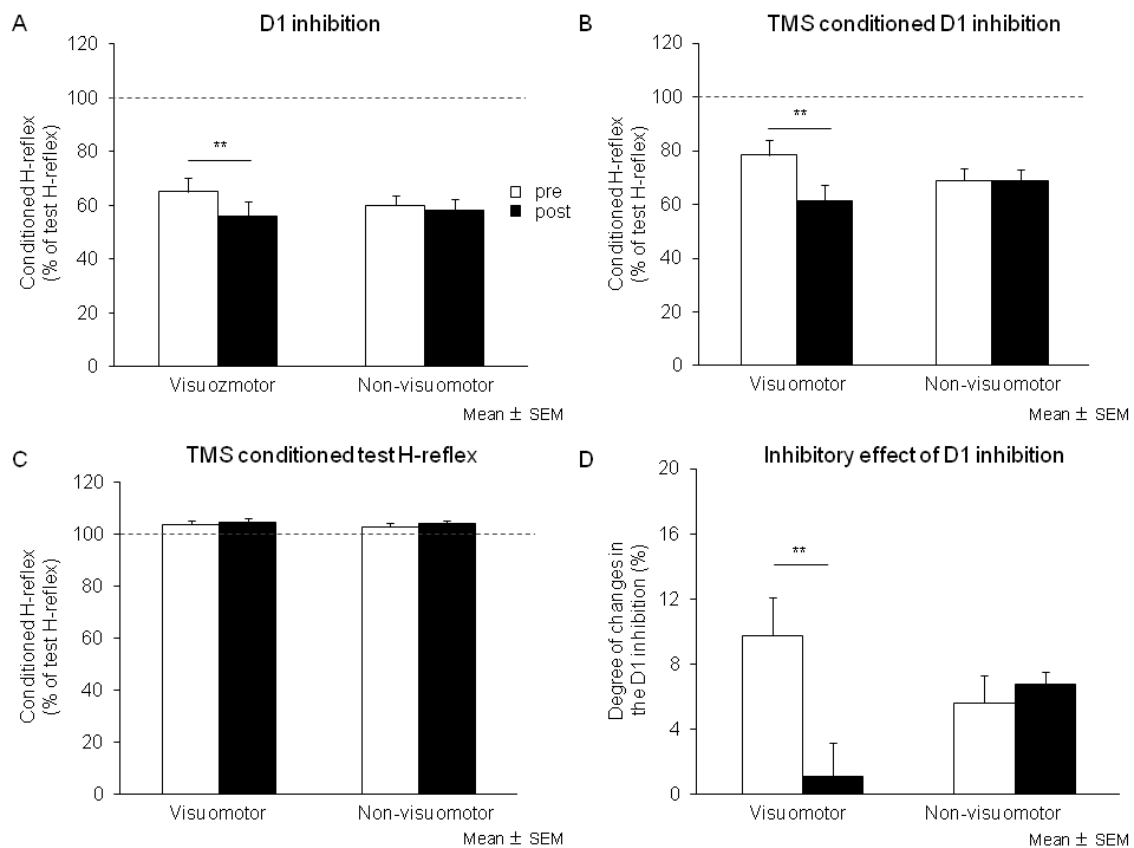 A
D1 inhibition
Conditioned H-reflex
(% of test H-reflex)
120
100
80
60
40
20
0
**
pre
post
Visuozmotor
Non-visuomotor
Mean ± SEM
B
TMS conditioned D1 inhibition
Conditioned H-reflex
(% of test H-reflex)
120
100
80
60
40
20
0
**
Visuomotor
Non-visuomotor
Mean ± SEM
C
TMS conditioned test H-reflex
Conditioned H-reflex
(% of test H-reflex)
120
100
80
60
40
20
0
Visuomotor
Non-visuomotor
Mean ± SEM
D
Inhibitory effect of D1 inhibition
Degree of changes in
the D1 inhibition (%)
20
16
12
8
4
0
**
Visuomotor
Non-visuomotor
Mean ± SEM